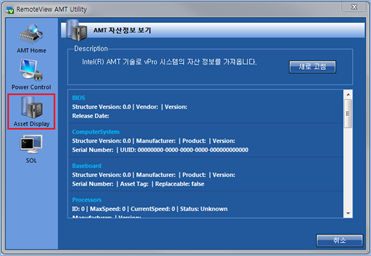 RemoteView AMT Utility
AMT 자산정보 보기
AMT Home
Power Control
Asset Display
SOL
Description
Intel(R) AMT 기술로 vPro 시스템의 자산 정보를 가져옵니다.
새로 고침
BIOS
Structure Version: 0.0 | Vendor: | Version:
Release Date:
ComputerSystem
Structure Version: 0.0 | Manufacturer: | Product: | Version:
Serial Number: | UUID: 00000000-0000-0000-0000-000000000000
Baseboard
Structure Version: 0.0 | Manufacturer: | Product: | Version:
Serial Number: | Asset Tag: | Replaceable: false
Processors
ID: 0 | MaxSpeed: 0 | CurrentSpeed: 0 | Status: Unknown
Manufacturer: | Version:
취소